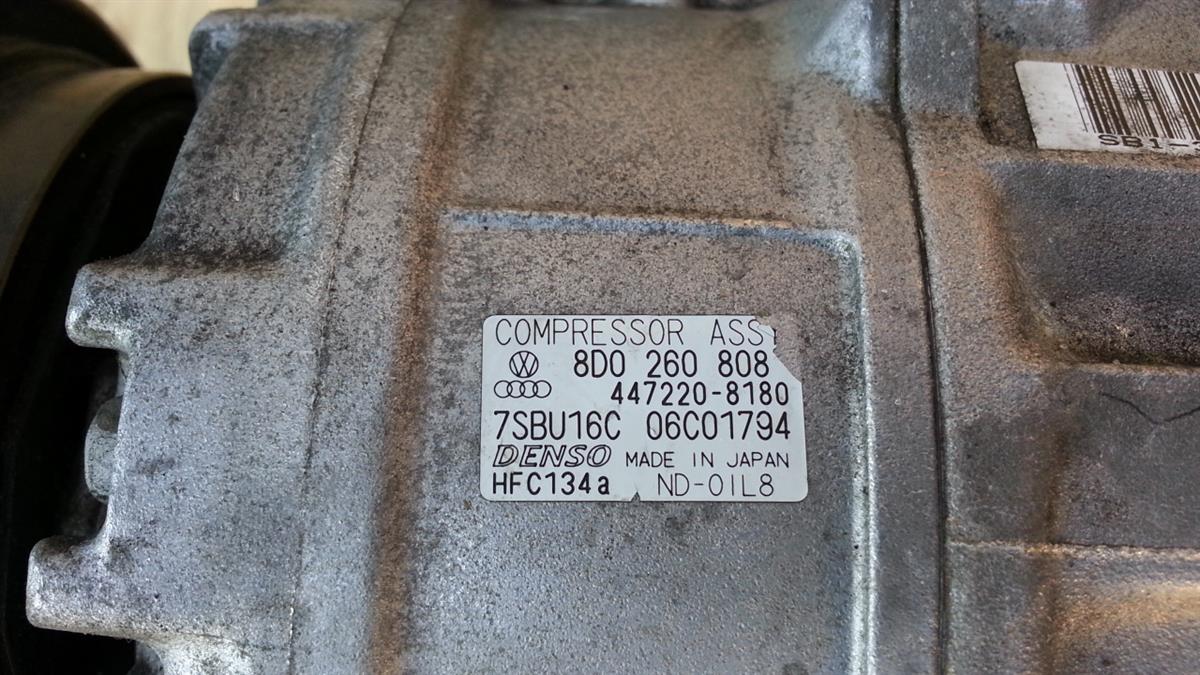 COMPRESSOR ASS
8D0 260 808
447220-8180
7SBU16C 06C01794
DENSO MADE IN JAPAN
HFC134a ND-OIL8